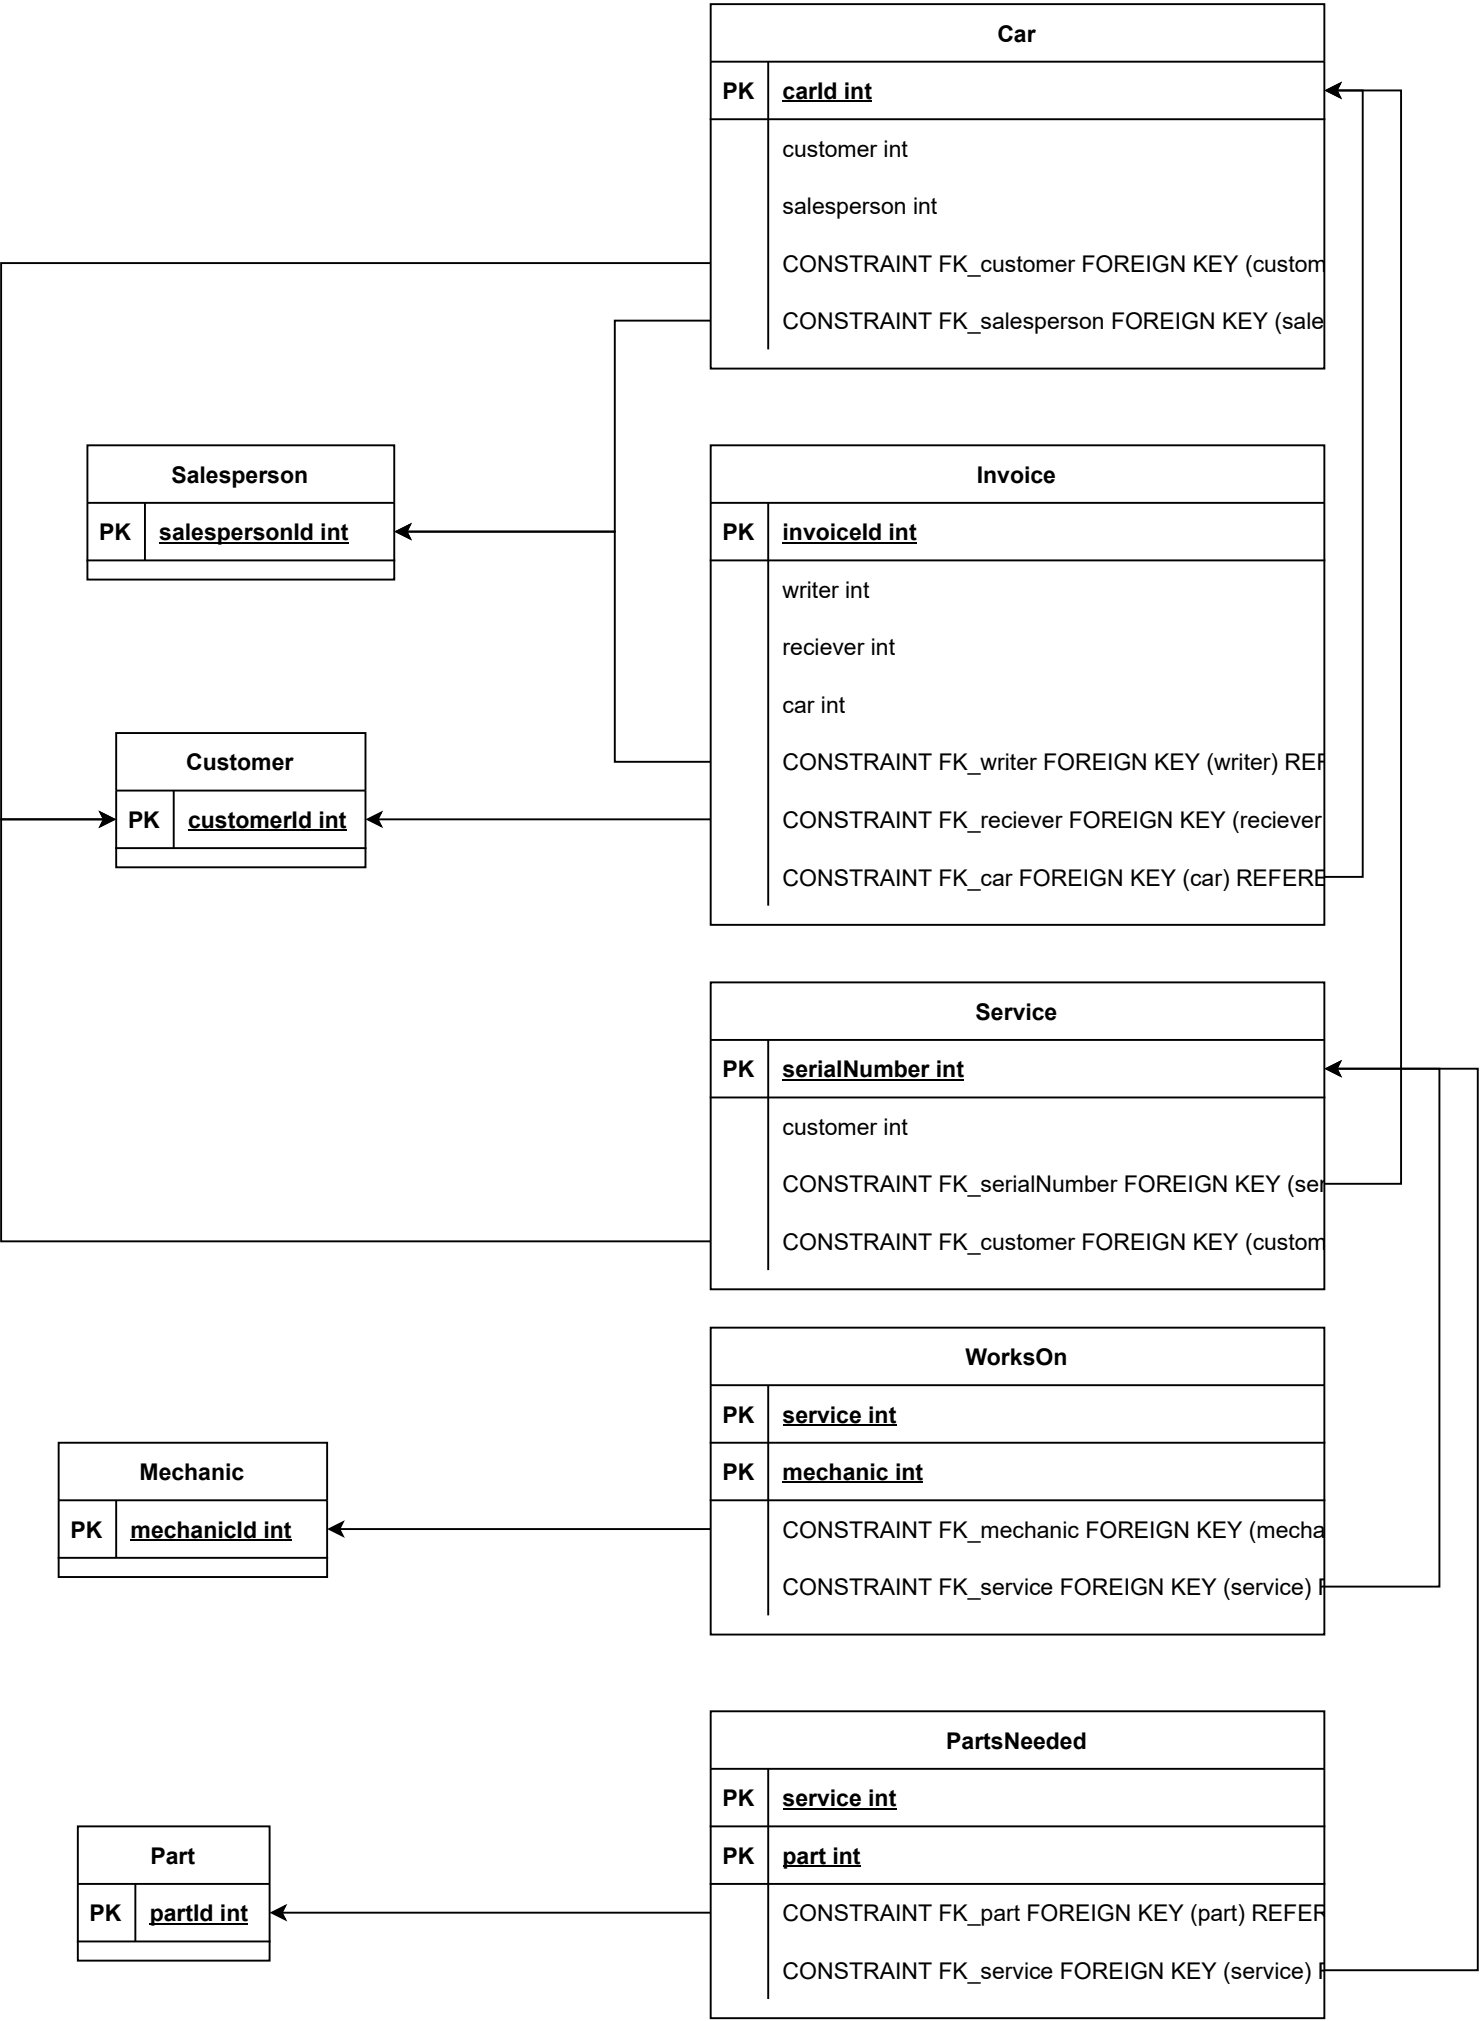 Car
PK carId int
customer int
salesperson int
CONSTRAINT FK_customer FOREIGN KEY (custom
CONSTRAINT FK_salesperson FOREIGN KEY (sale
Salesperson
PK salespersonId int
Invoice
PK invoiceId int
writer int
reciever int
car int
CONSTRAINT FK_writer FOREIGN KEY (writer) REF
CONSTRAINT FK_reciever FOREIGN KEY (reciever
CONSTRAINT FK_car FOREIGN KEY (car) REFERE
Customer
PK customerId int
Service
PK serialNumber int
customer int
CONSTRAINT FK_serialNumber FOREIGN KEY (ser
CONSTRAINT FK_customer FOREIGN KEY (custom
WorksOn
PK service int
PK mechanic int
CONSTRAINT FK_mechanic FOREIGN KEY (mecha
CONSTRAINT FK_service FOREIGN KEY (service)
Mechanic
PK mechanicId int
PartsNeeded
PK service int
PK part int
CONSTRAINT FK_part FOREIGN KEY (part) REFER
CONSTRAINT FK_service FOREIGN KEY (service)
Part
PK partId int